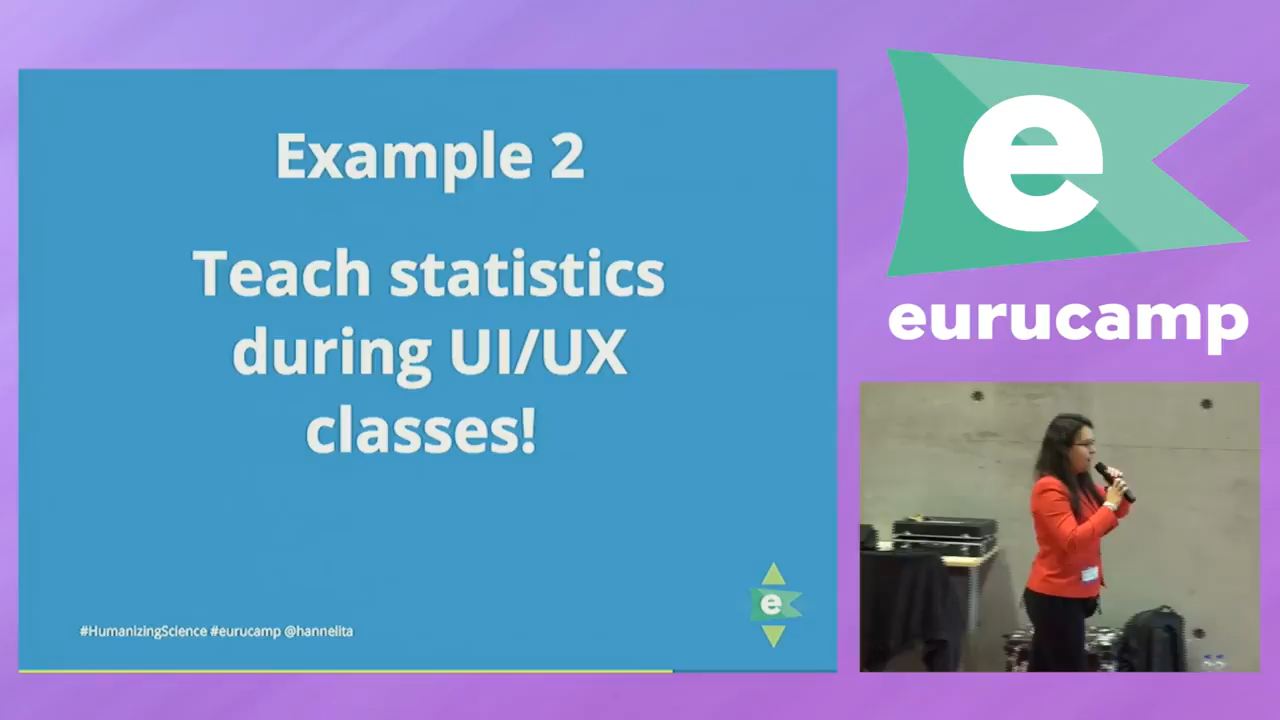 Example 2
Teach statistics
during UI/UX
classes!
#HumanizingScience #eurucamp @hannelita
e
e
eurucamp